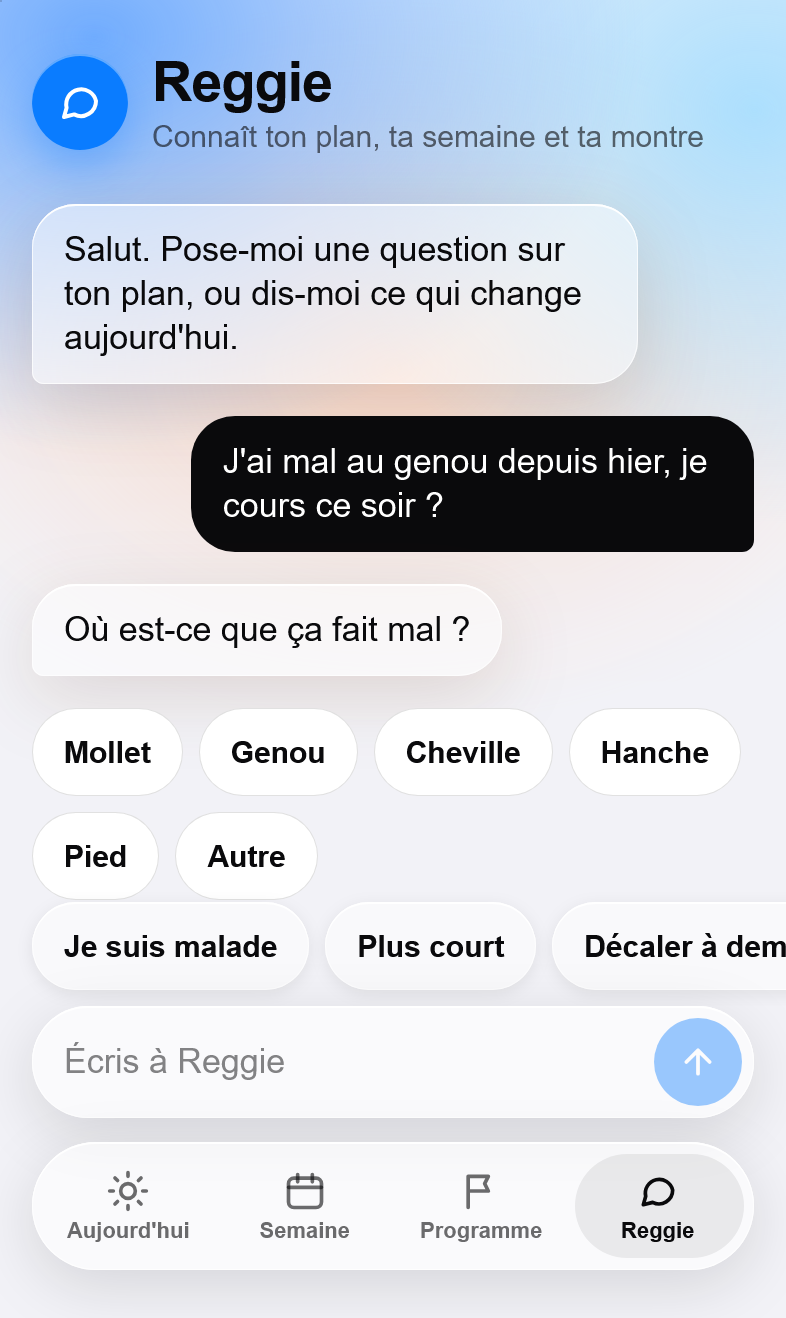 Reggie
Connaît ton plan, ta semaine et ta montre
Salut. Pose-moi une question sur
ton plan, ou dis-moi ce qui change
aujourd'hui.
J'ai mal au genou depuis hier, je
cours ce soir ?
Où est-ce que ça fait mal ?
Mollet Genou Cheville Hanche
Pied Autre
Je suis malade Plus court Décaler à dem
Écris à Reggie
Aujourd'hui Semaine Programme Reggie